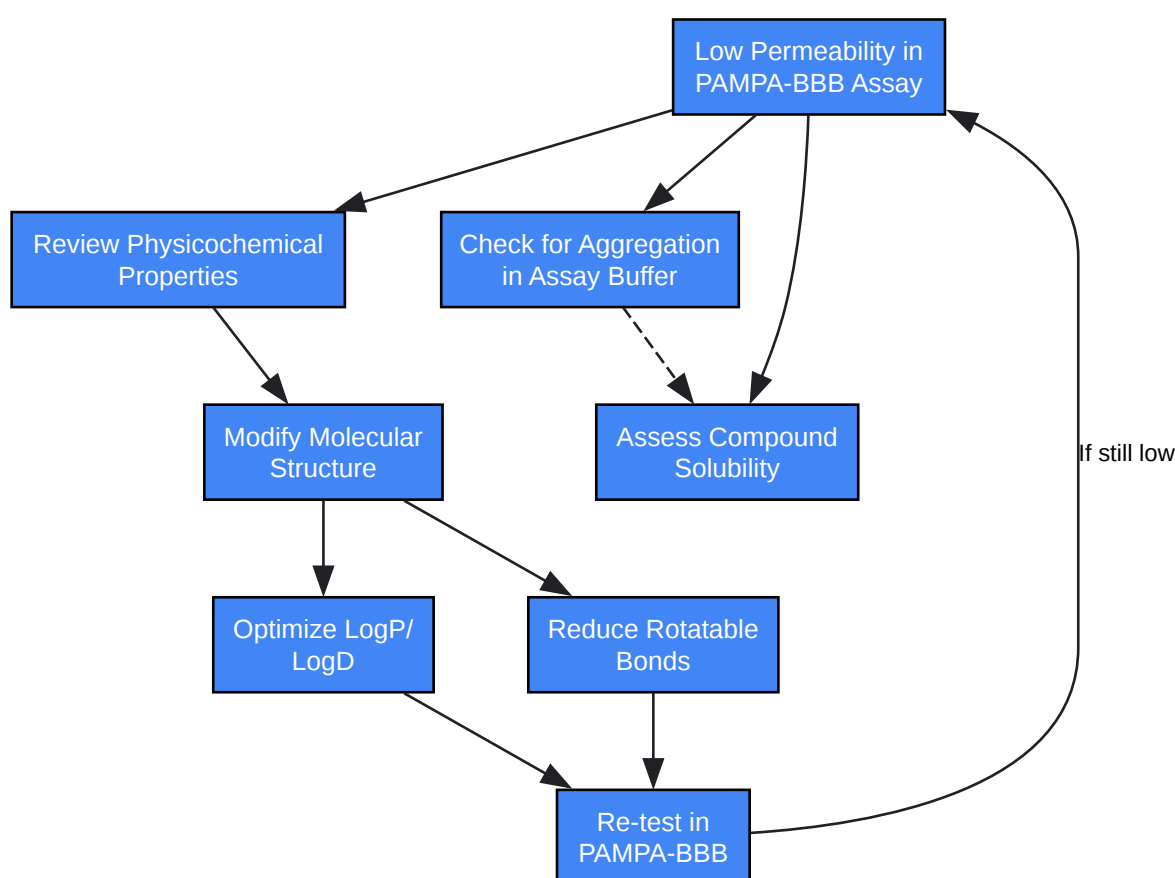 Low Permeability in
PAMPA-BBB Assay
Review Physicochemical
Properties
Check for Aggregation
in Assay Buffer
Modify Molecular
Structure
Assess Compound
Solubility
If still low
Optimize LogP/
LogD
Reduce Rotatable
Bonds
Re-test in
PAMPA-BBB